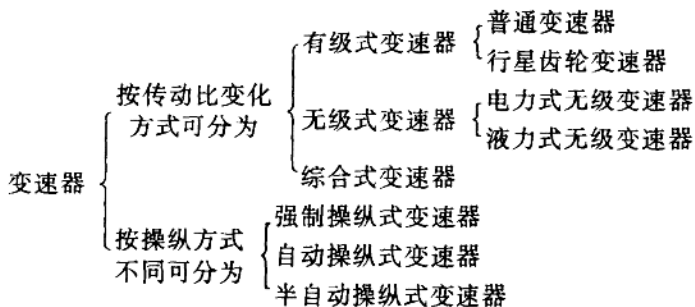 普通变速器
有级式变速器
行星齿轮变速器
按传动比变化
方式可分为
电力式无级变速器
无级式变速器
液力式无级变速器
综合式变速器
变速器
强制操纵式变速器
按操纵方式
不同可分为
自动操纵式变速器
半自动操纵式变速器